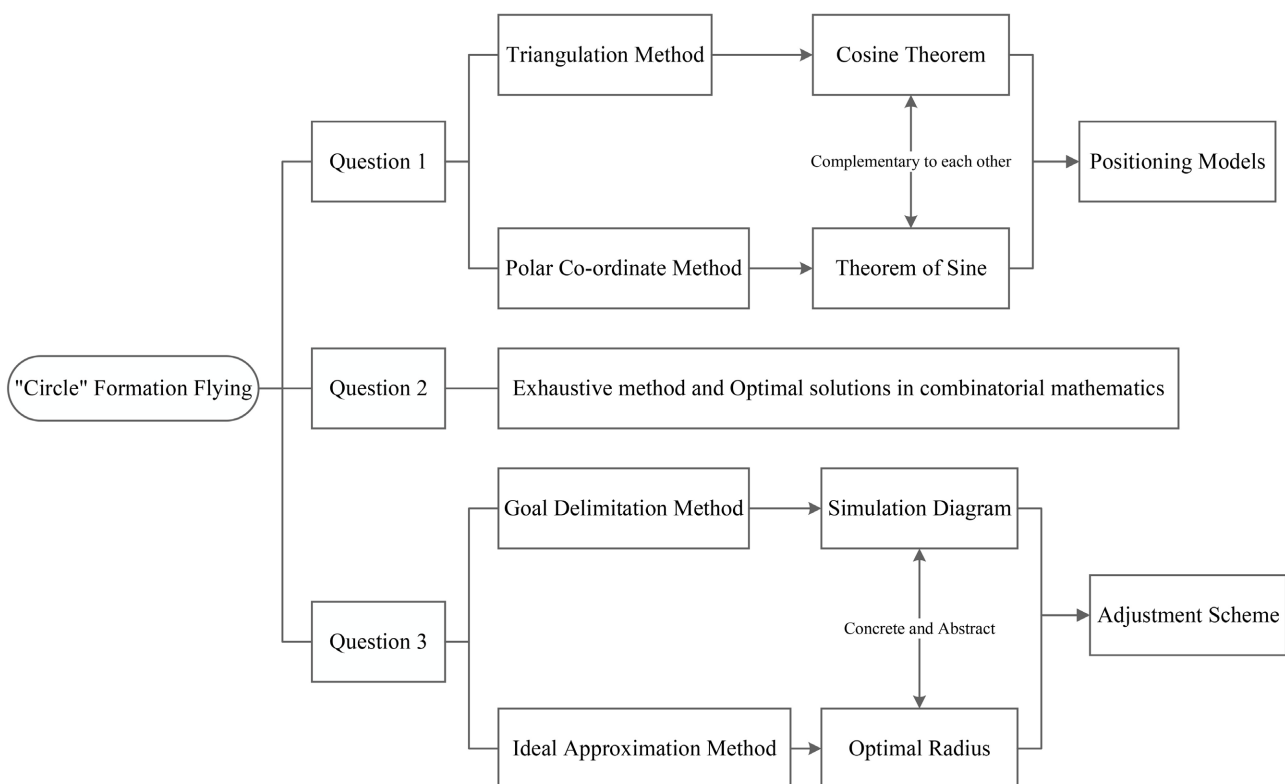 Triangulation Method
Cosine Theorem
Question 1
Complementary to each other
Positioning Models
Polar Co-ordinate Method
Theorem of Sine
"Circle" Formation Flying
Question 2
Exhaustive method and Optimal solutions in combinatorial mathematics
Goal Delimitation Method
Simulation Diagram
Question 3
Concrete and Abstract
Adjustment Scheme
Ideal Approximation Method
Optimal Radius